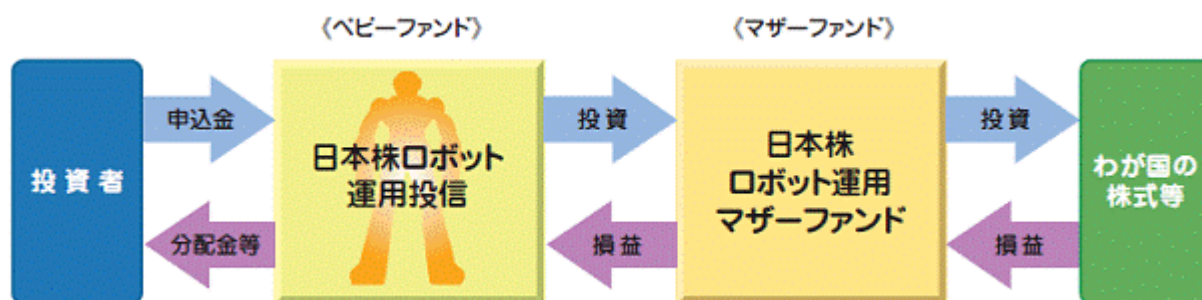 《ベビーファンド》
《マザーファンド》
投資者
申込金
分配金等
日本株ロボット
運用投信
投資
損益
日本株
ロボット運用
マザーファンド
投資
損益
わが国の
株式等